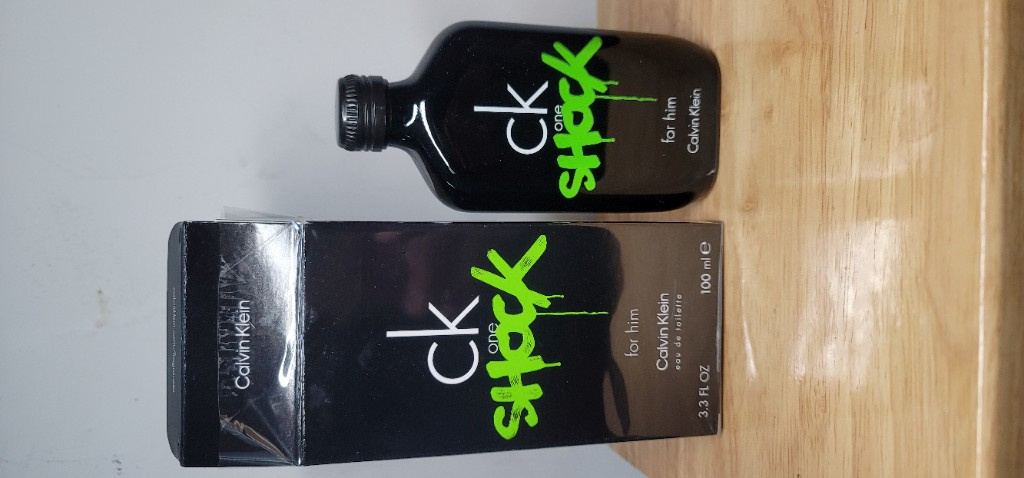 Calvin Klein
ck
one
SHOCK
for him
Calvin Klein
eau de toilette
3.3 FL OZ 100 ml e
ck
one
SHOCK
for him
Calvin Klein